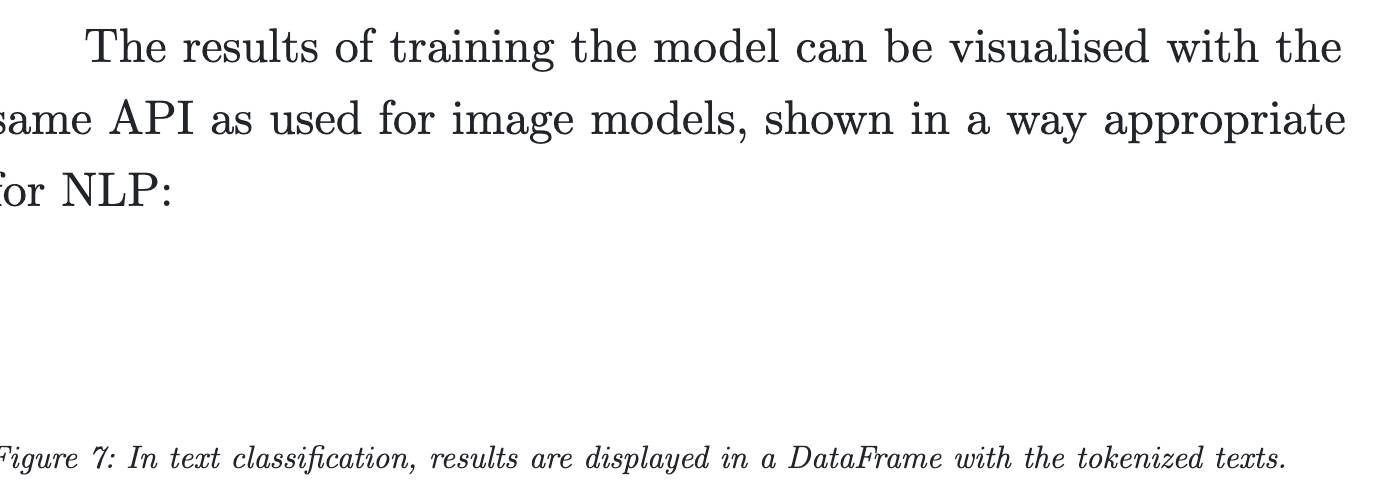 The results of training the model can be visualised with the
same API as used for image models, shown in a way appropriate
for NLP:
Figure 7: In text classification, results are displayed in a DataFrame with the tokenized texts.